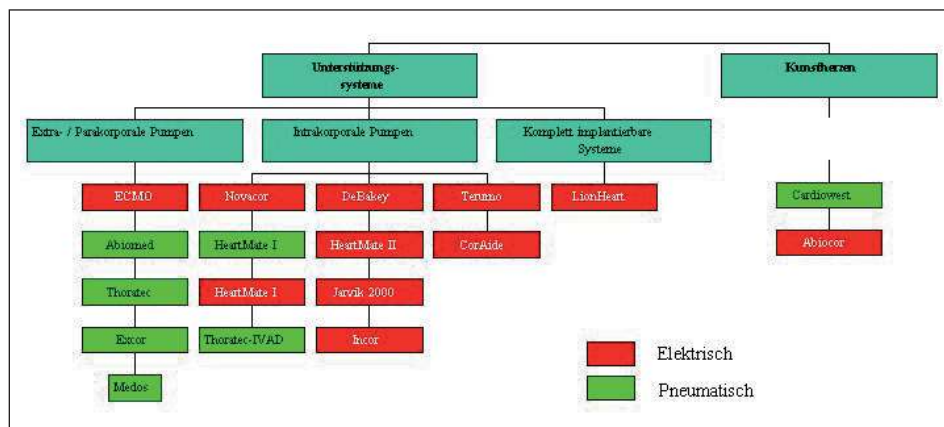 Unterstützungs-
systeme
Kunstherzen
Extra- / Parakorporale Pumpen
Intrakorporale Pumpen
Komplett implantierbare
Systeme
ECMO
Novacor
DeBakey
Terumo
LionHeart
Cardiowest
Abiomed
HeartMate I
HeartMate II
CorAide
Abiocor
Thoratec
HeartMate I
Jarvik 2000
Excor
Thoratec-IVAD
Incor
Medos
Elektrisch
Pneumatisch